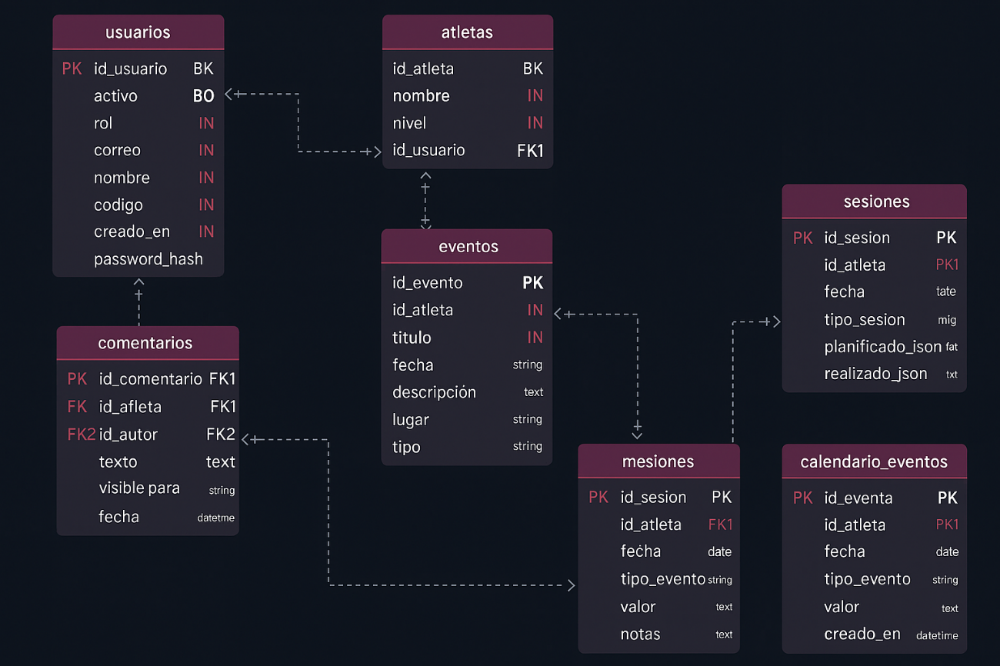 usuarios
PK id_usuario BK
activo BO
rol IN
correo IN
nombre IN
codigo IN
creado_en IN
password_hash
atletas
id_atleta BK
nombre IN
nivel IN
id_usuario FK1
eventos
id_evento PK
id_atleta IN
titulo IN
fecha string
descripción text
lugar string
tipo string
sesiones
PK id_sesion PK
id_atleta PK1
fecha tate
tipo_sesion mig
planificado_ison fat
realizado_json txt
comentarios
PK id_comentario FK1
FK id_afleta FK1
FK2 id_autor FK2
texto text
visible para string
fecha datetme
mesiones
PK id_sesion PK
id_atleta FK1
feċha date
tipo_evento string
valor text
notas text
calendario_eventos
PK id_eventa PK
id_atleta PK1
fecha date
tipo_evento string
valor text
creado_en datetime